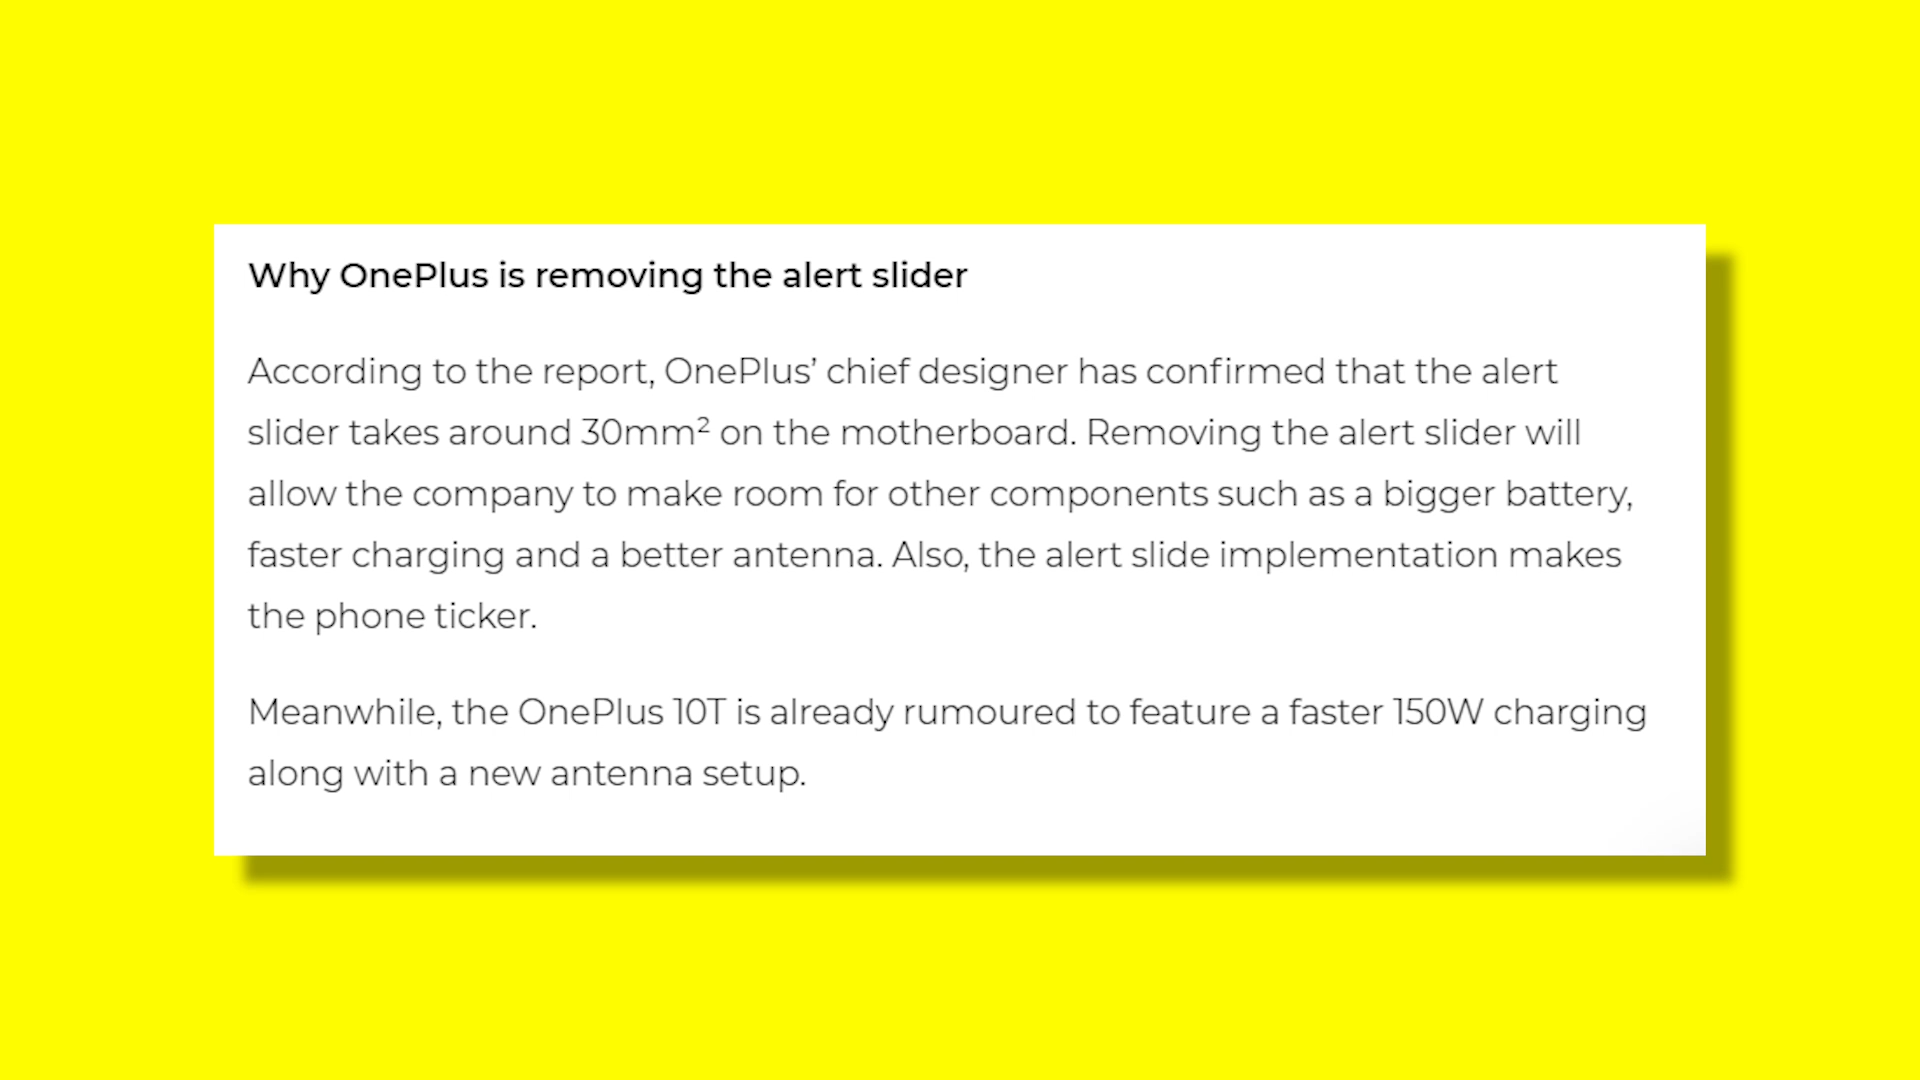 Why OnePlus is removing the alert slider
According to the report, OnePlus’ chief designer has confirmed that the alert
slider takes around 30mm² on the motherboard. Removing the alert slider will
allow the company to make room for other components such as a bigger battery,
faster charging and a better antenna. Also, the alert slide implementation makes
the phone ticker.
Meanwhile, the OnePlus 10T is already rumoured to feature a faster 150W charging
along with a new antenna setup.